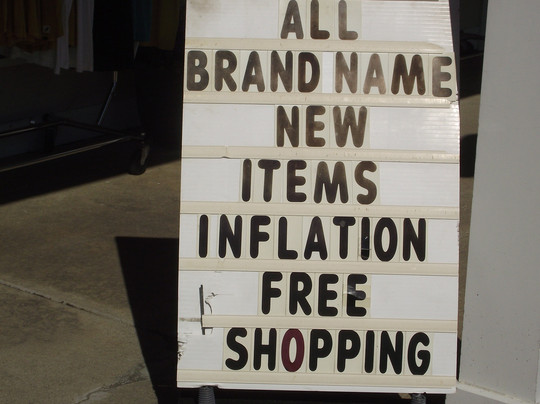 ALL
BRAND NAME
NEW
ITEMS
INFLATION
FREE
SHOPPING